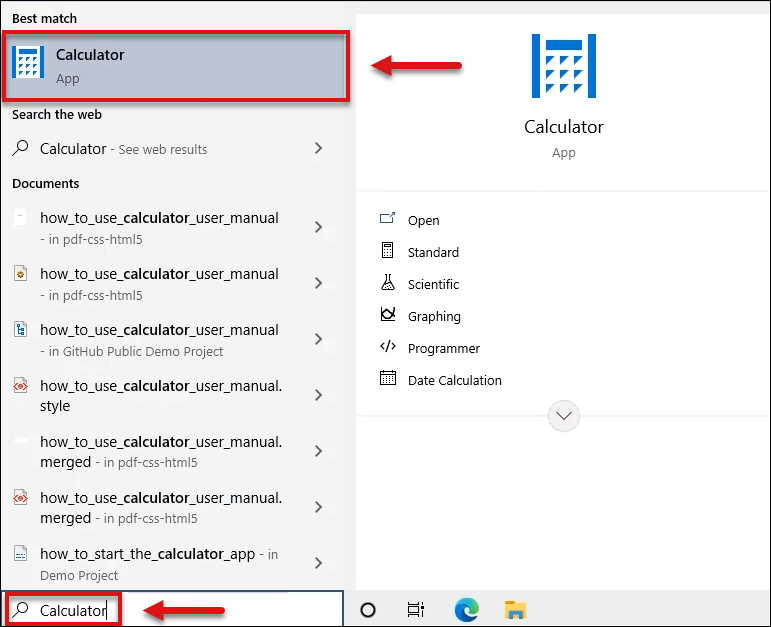 Best match
Calculator
App
Search the web
Calculator - See web results
Documents
how_to_use_calculator_user_manual
- in pdf-css-html5
how_to_use_calculator_user_manual
- in pdf-css-html5
how_to_use_calculator_user_manual
- in GitHub Public Demo Project
how_to_use_calculator_user_manual.
style
how_to_use_calculator_user_manual.
merged - in pdf-css-html5
how_to_use_calculator_user_manual.
merged - in pdf-css-html5
how_to_start_the_calculator_app - in
Demo Project
Calculator
Calculator
App
Open
Standard
Scientific
Graphing
Programmer
Date Calculation